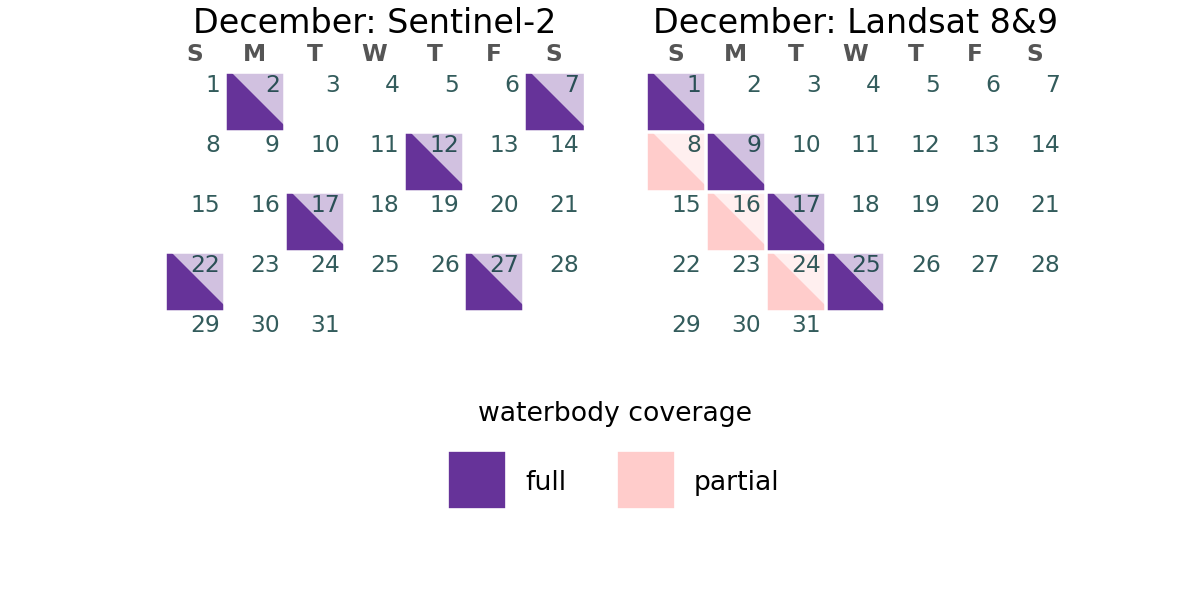 December: Sentinel-2
S M T W T F S
1 2 3 4 5 6 7
8 9 10 11 12 13 14
15 16 17 18 19 20 21
22 23 24 25 26 27 28
29 30 31
December: Landsat 8&9
S M T W T F S
1 2 3 4 5 6 7
8 9 10 11 12 13 14
15 16 17 18 19 20 21
22 23 24 25 26 27 28
29 30 31
waterbody coverage
full
partial